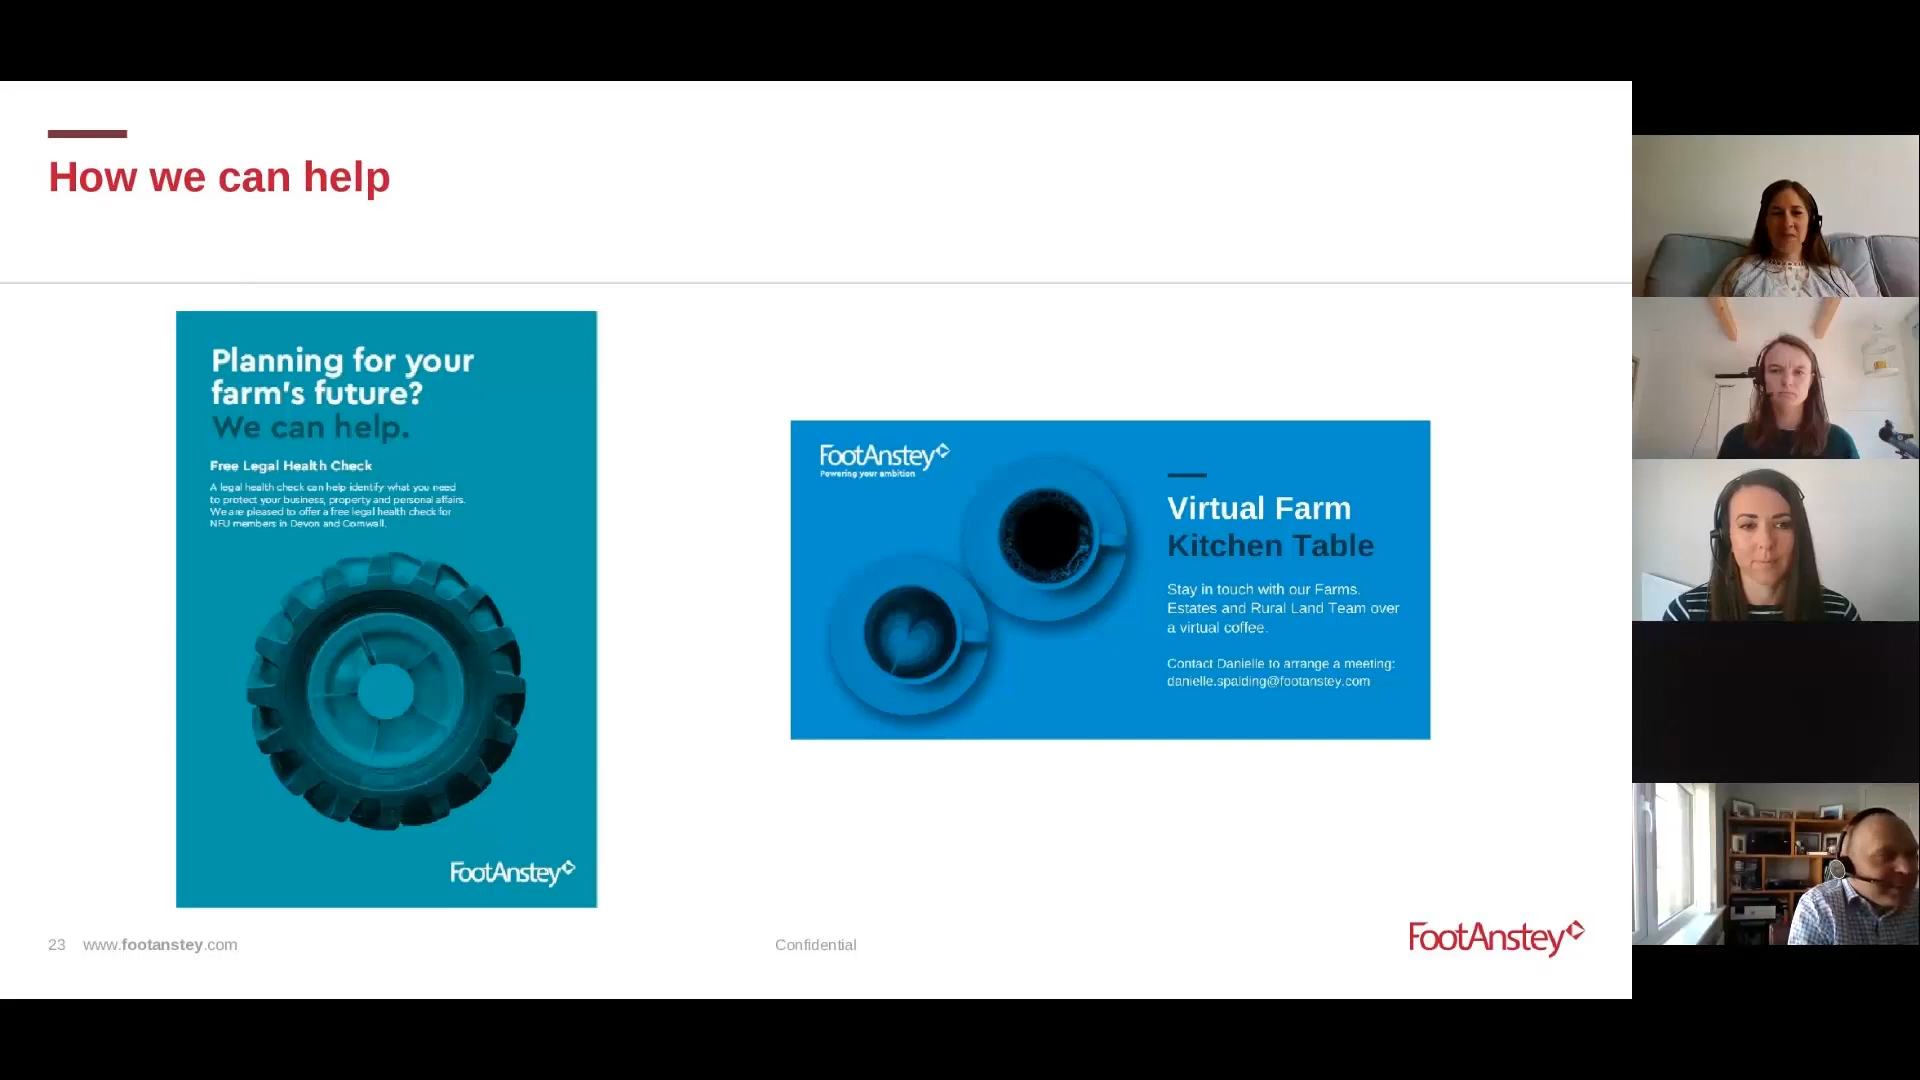 How we can help
Planning for your
farm's future?
We can help.
Free Legal Health Check
A legal health check can help identify what you need
to protect your business, property and personal affairs.
We are pleased to offer a free legal health check for
NFU members in Devon and Cornwall.
FootAnstey
FootAnstey
Powering your ambition
Virtual Farm
Kitchen Table
Stay in touch with our Farms.
Estates and Rural Land Team over
a virtual coffee.
Contact Danielle to arrange a meeting:
danielle.spalding@footanstey.com
23 www.footanstey.com
Confidential
FootAnstey